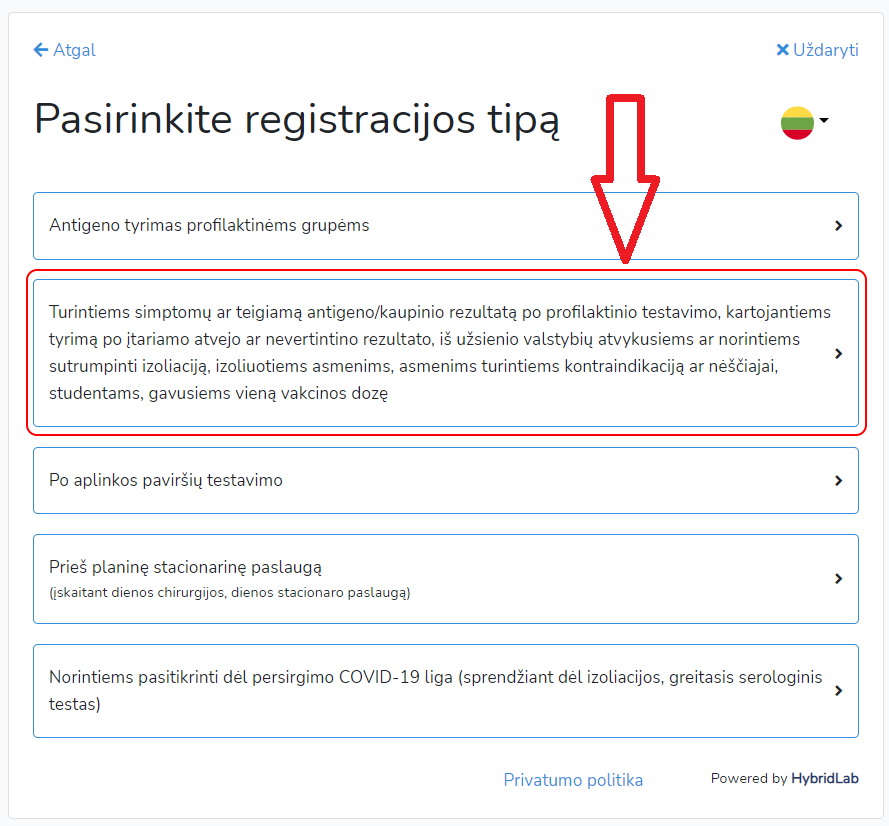 Atgal
Uždaryti
Pasirinkite registracijos tipą
Antigeno tyrimas profilaktinėms grupėms
Turintiems simptomų ar teigiamą antigeno/kaupinio rezultatą po profilaktinio testavimo, kartojantiems
tyrimą po įtariamo atvejo ar nevertintino rezultato, iš užsienio valstybių atvykusiems ar norintiems
sutrumpinti izoliaciją, izoliuotiems asmenims, asmenims turintiems kontraindikaciją ar nėščiajai,
studentams, gavusiems vieną vakcinos dozę
Po aplinkos paviršių testavimo
Prieš planinę stacionarinę paslaugą
(įskaitant dienos chirurgijos, dienos stacionaro paslaugą)
Norintiems pasitikrinti dėl persirgimo COVID-19 liga (sprendžiant dėl izoliacijos, greitasis serologinis
testas)
Privatumo politika
Powered by HybridLab